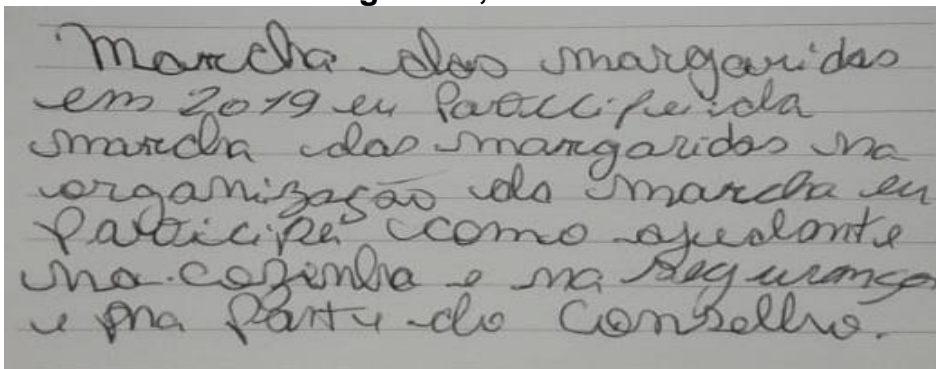 Marcha das margaridas
em 2019 eu Participei da
marcha das margaridas na
organização da marcha eu
Participe como ajudante
na cozinha e na segurança
e na parte do Conselho.